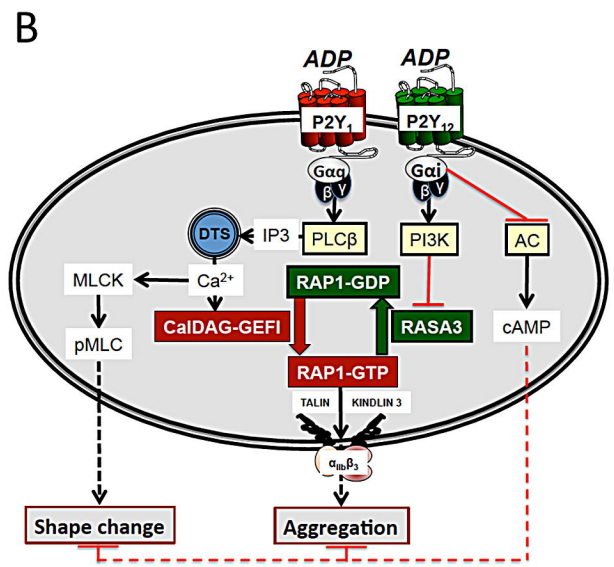 B
ADP
ADP
P2Y₁
P2Y₁₂
Gαq
β γ
Gαi
β γ
DTS
IP3
PLCβ
PI3K
AC
MLCK
Ca²⁺
RAP1-GDP
CalDAG-GEFI
RASA3
cAMP
pMLC
RAP1-GTP
TALIN
KINDLIN 3
αIIbβ₃
Shape change
Aggregation